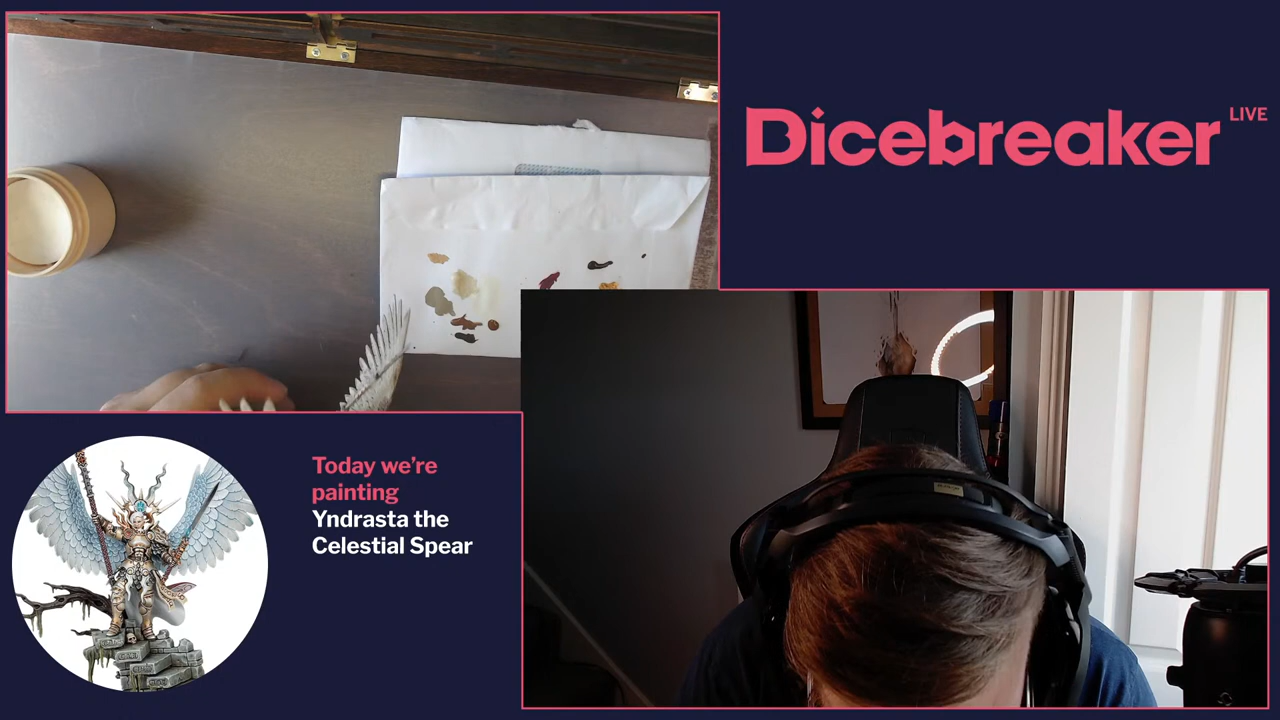 Dicebreaker LIVE
Today we're
painting
Yndrasta the
Celestial Spear